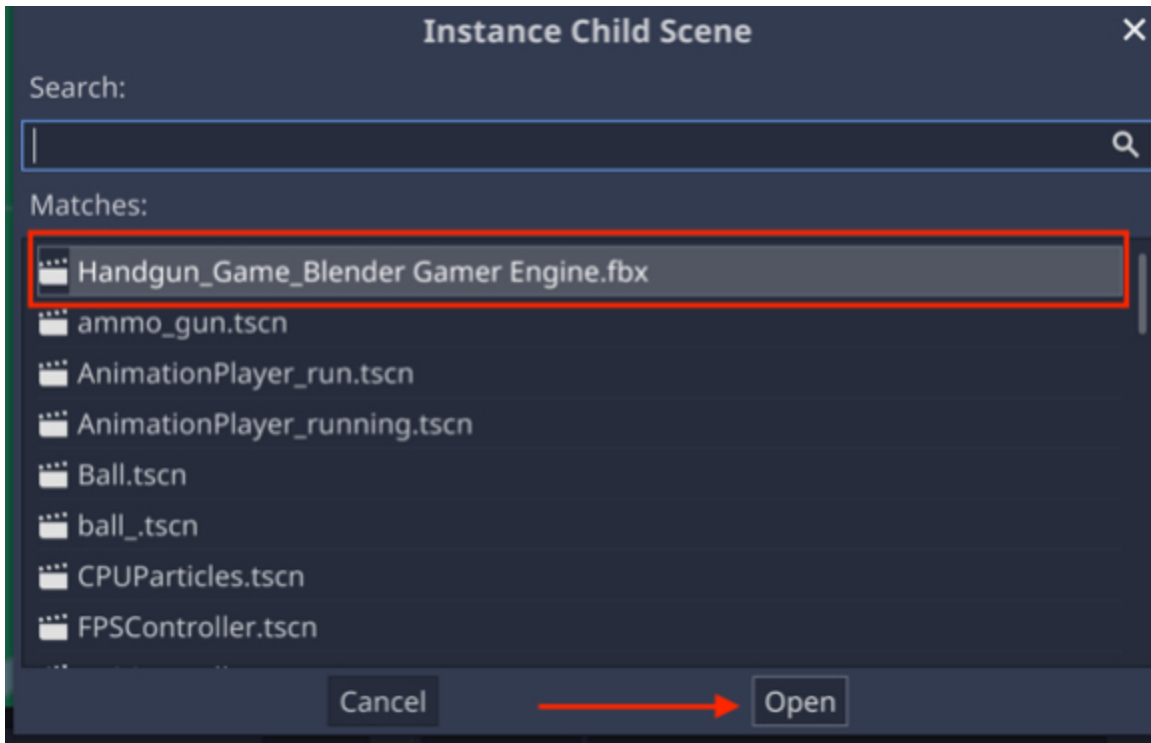 Instance Child Scene
Search:
Matches:
Handgun_Game_Blender Gamer Engine.fbx
ammo_gun.tscn
AnimationPlayer_run.tscn
AnimationPlayer_running.tscn
Ball.tscn
ball_.tscn
CPUParticles.tscn
FPSController.tscn
Cancel
Open